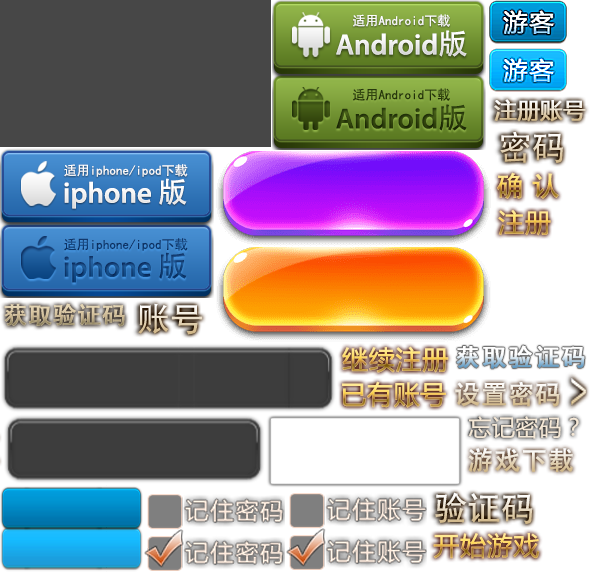 适用Android下载
Android版
游客
适用Android下载
Android版
游客
注册账号
密码
确 认
注册
适用iphone/ipod下载
iphone 版
适用iphone/ipod下载
iphone 版
获取验证码
账号
继续注册
获取验证码
已有账号
设置密码
忘记密码？
游戏下载
记住密码
记住账号
验证码
记住密码
记住账号
开始游戏